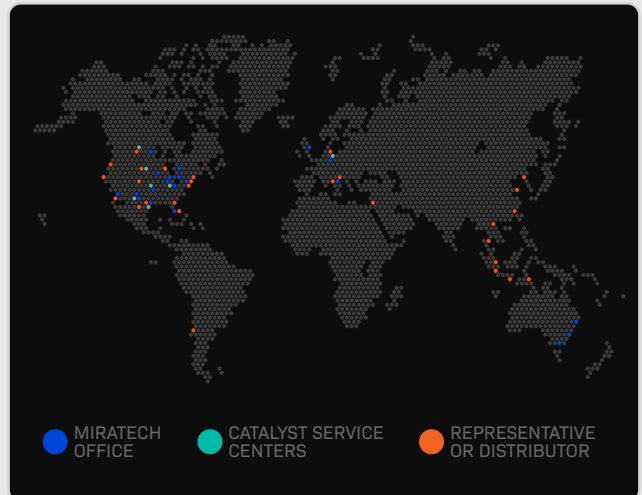 MIRATECH
OFFICE
CATALYST SERVICE
CENTERS
REPRESENTATIVE
OR DISTRIBUTOR